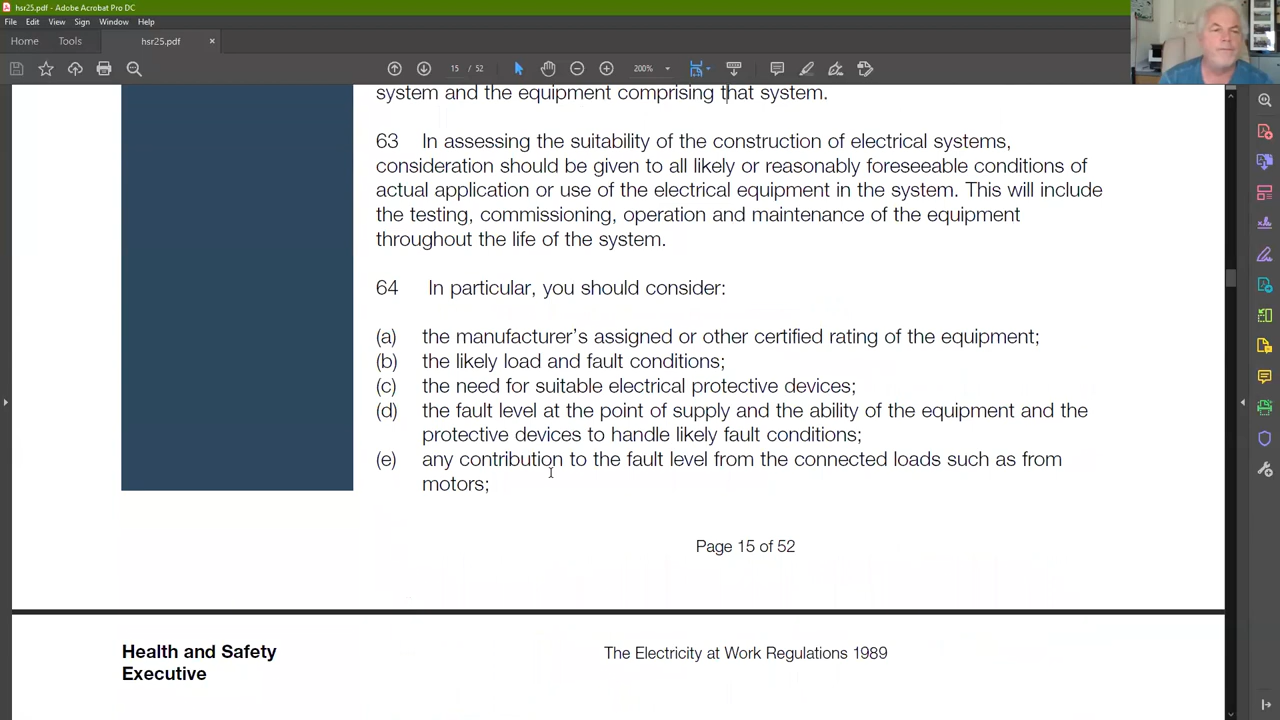 hsr25.pdf - Adobe Acrobat Pro DC
File Edit View Sign Window Help
Home Tools hsr25.pdf ×
15 / 52 200%
system and the equipment comprising that system.
63 In assessing the suitability of the construction of electrical systems,
consideration should be given to all likely or reasonably foreseeable conditions of
actual application or use of the electrical equipment in the system. This will include
the testing, commissioning, operation and maintenance of the equipment
throughout the life of the system.
64 In particular, you should consider:
(a) the manufacturer's assigned or other certified rating of the equipment;
(b) the likely load and fault conditions;
(c) the need for suitable electrical protective devices;
(d) the fault level at the point of supply and the ability of the equipment and the
protective devices to handle likely fault conditions;
(e) any contribution to the fault level from the connected loads such as from
motors;
Page 15 of 52
Health and Safety
Executive
The Electricity at Work Regulations 1989